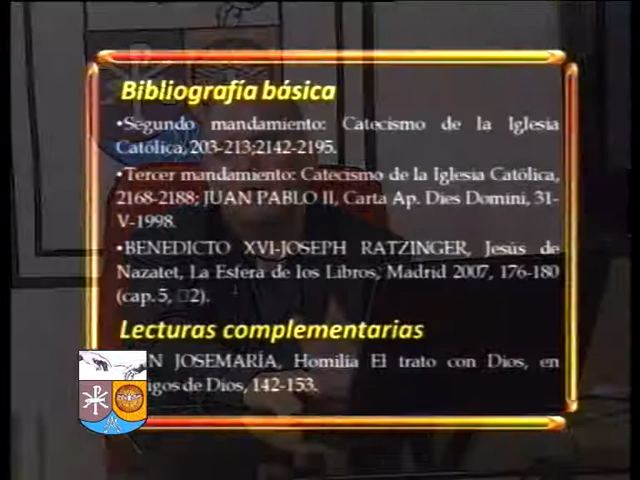 Bibliografía básica
•Segundo mandamiento: Catecismo de la Iglesia
Católica, 203-213;2142-2195.
•Tercer mandamiento: Catecismo de la Iglesia Católica,
2168-2188; JUAN PABLO II, Carta Ap. Dies Domini, 31-
V-1998.
•BENEDICTO XVI-JOSEPH RATZINGER, Jesús de
Nazatet, La Esfera de los Libros, Madrid 2007, 176-180
(cap. 5, □2).
Lecturas complementarias
N JOSEMARÍA, Homilia El trato con Dios, en
igos de Dios, 142-153.